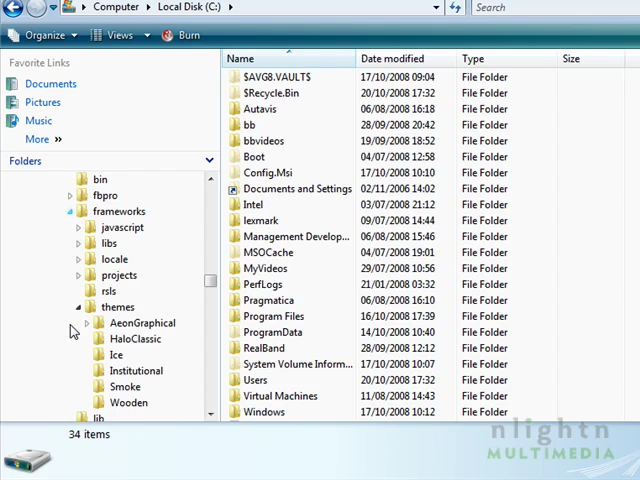 Computer ▸ Local Disk (C:) ▸
Search
Organize Views Burn
Favorite Links
Documents
Pictures
Music
More »
Folders
bin
fbpro
frameworks
javascript
libs
locale
projects
rsls
themes
AeonGraphical
HaloClassic
Ice
Institutional
Smoke
Wooden
lib
Name Date modified Type Size
$AVG8.VAULT$ 17/10/2008 09:04 File Folder
$Recycle.Bin 20/10/2008 17:32 File Folder
Autavis 06/08/2008 16:18 File Folder
bb 28/09/2008 20:42 File Folder
bbvideos 19/09/2008 18:52 File Folder
Boot 04/07/2008 12:58 File Folder
Config.Msi 17/10/2008 10:10 File Folder
Documents and Settings 02/11/2006 14:02 File Folder
Intel 03/07/2008 21:12 File Folder
lexmark 09/07/2008 14:44 File Folder
Management Develop... 06/08/2008 15:46 File Folder
MSOCache 04/07/2008 19:01 File Folder
MyVideos 29/07/2008 10:56 File Folder
PerfLogs 21/01/2008 03:32 File Folder
Pragmatica 03/10/2008 17:57 File Folder
Program Files 16/10/2008 17:39 File Folder
ProgramData 14/10/2008 10:40 File Folder
RealBand 28/09/2008 12:12 File Folder
System Volume Inform... 17/10/2008 10:07 File Folder
Users 20/10/2008 17:32 File Folder
Virtual Machines 11/08/2008 14:43 File Folder
Windows 17/10/2008 10:12 File Folder
34 items
nlightn
MULTIMEDIA